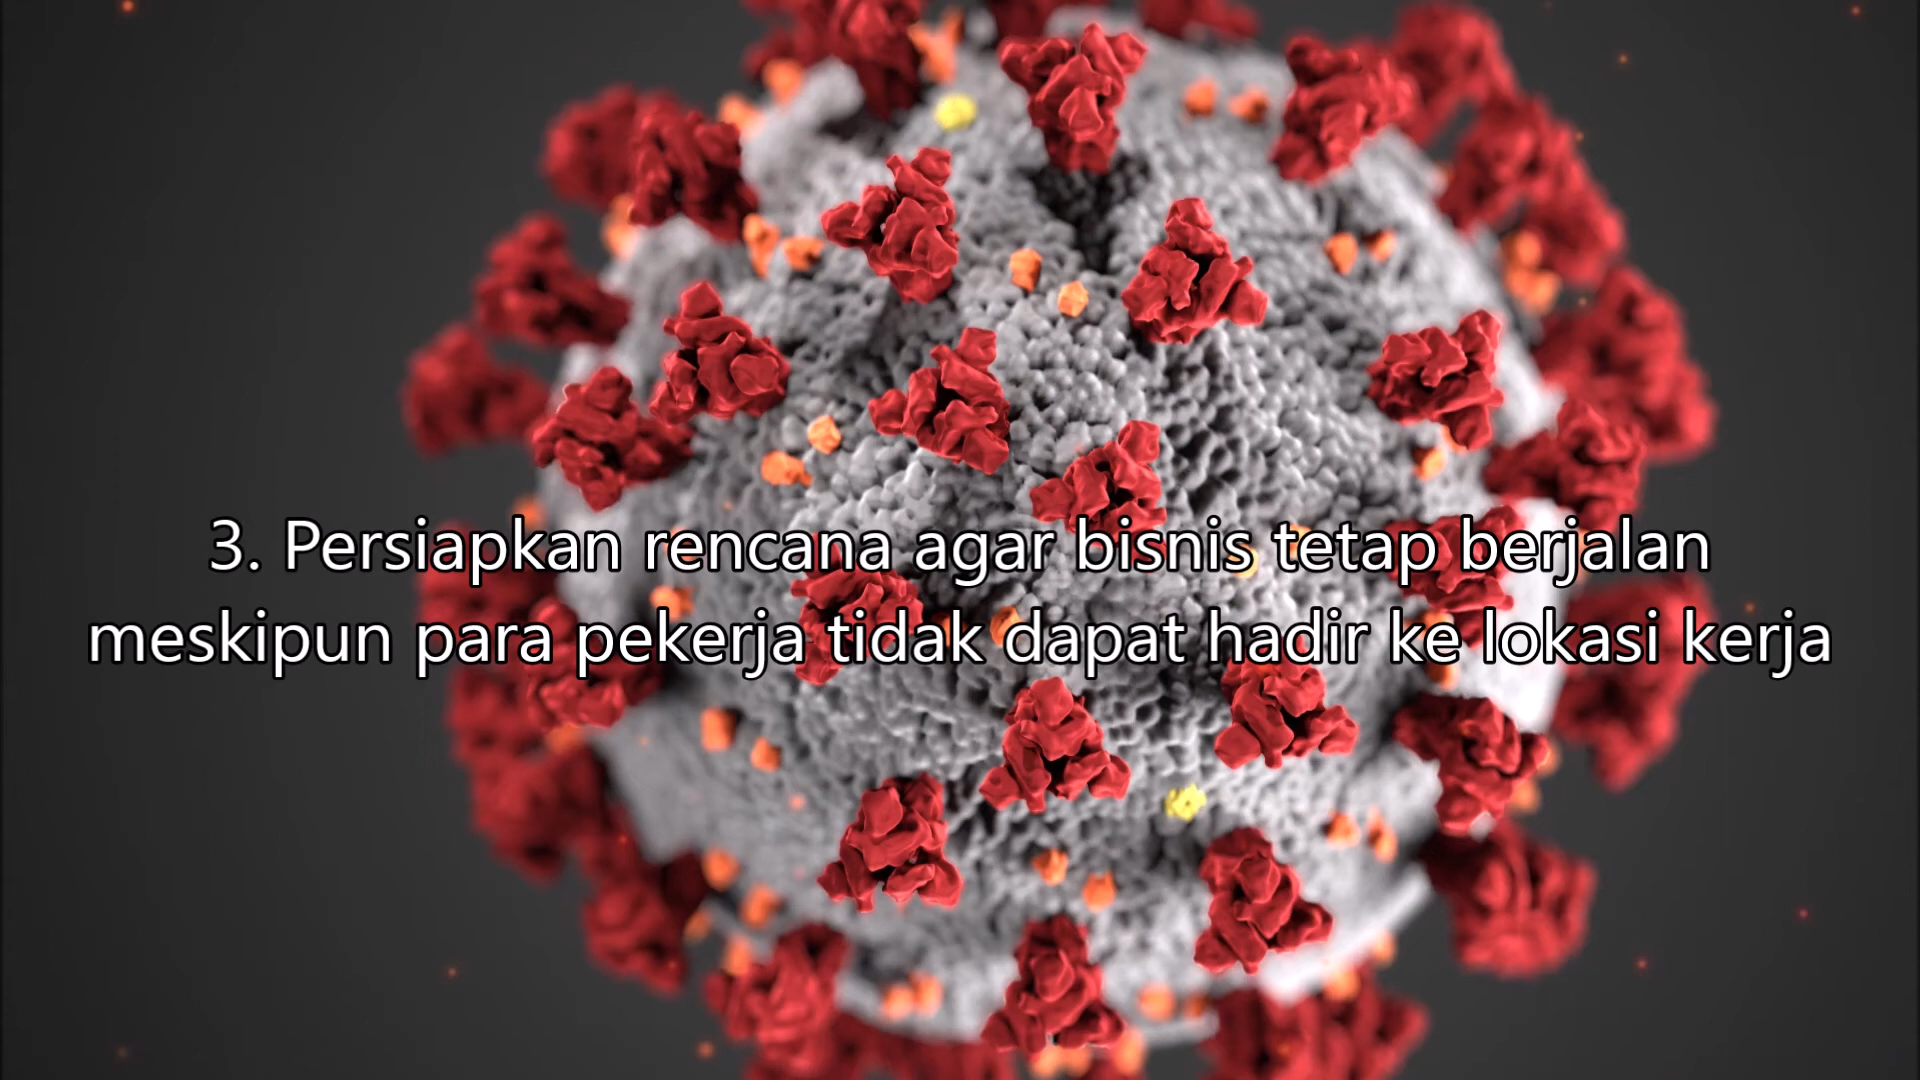 3. Persiapkan rencana agar bisnis tetap berjalan
meskipun para pekerja tidak dapat hadir ke lokasi kerja